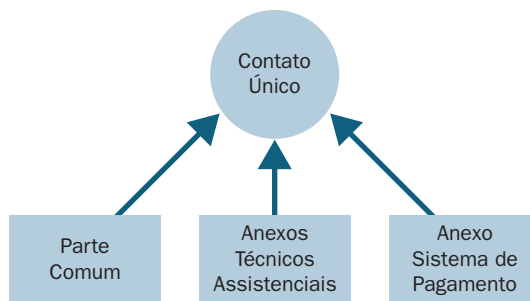 Contato
Único
Parte
Comum
Anexos
Técnicos
Assistenciais
Anexo
Sistema de
Pagamento